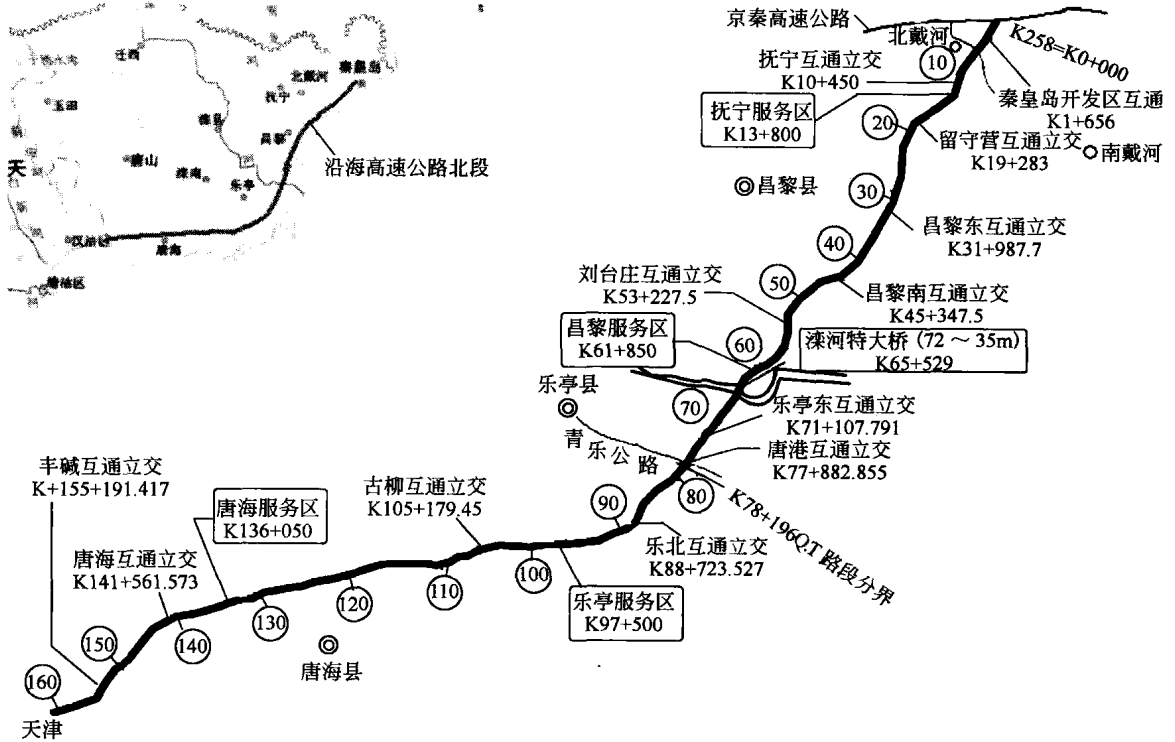 京秦高速公路
北戴河
K258=K0+000
抚宁互通立交
K10+450
10
秦皇岛开发区互通
K1+656
抚宁服务区
K13+800
20
留守营互通立交
K19+283
南戴河
昌黎县
30
昌黎东互通立交
K31+987.7
40
刘台庄互通立交
K53+227.5
50
昌黎南互通立交
K45+347.5
昌黎服务区
K61+850
60
滦河特大桥 (72～35m)
K65+529
乐亭县
70
乐亭东互通立交
K71+107.791
青乐公路
唐港互通立交
K77+882.855
80
K78+196Q.T 路段分界
丰碱互通立交
K+155+191.417
唐海服务区
K136+050
古柳互通立交
K105+179.45
90
乐北互通立交
K88+723.527
唐海互通立交
K141+561.573
100
110
120
130
140
150
160
乐亭服务区
K97+500
唐海县
天津
迁西
秦皇岛
北戴河
抚宁
玉田
滦县
昌黎
沿海高速公路北段
天
唐山
滦南
乐亭
汉沽区
唐海
塘沽区